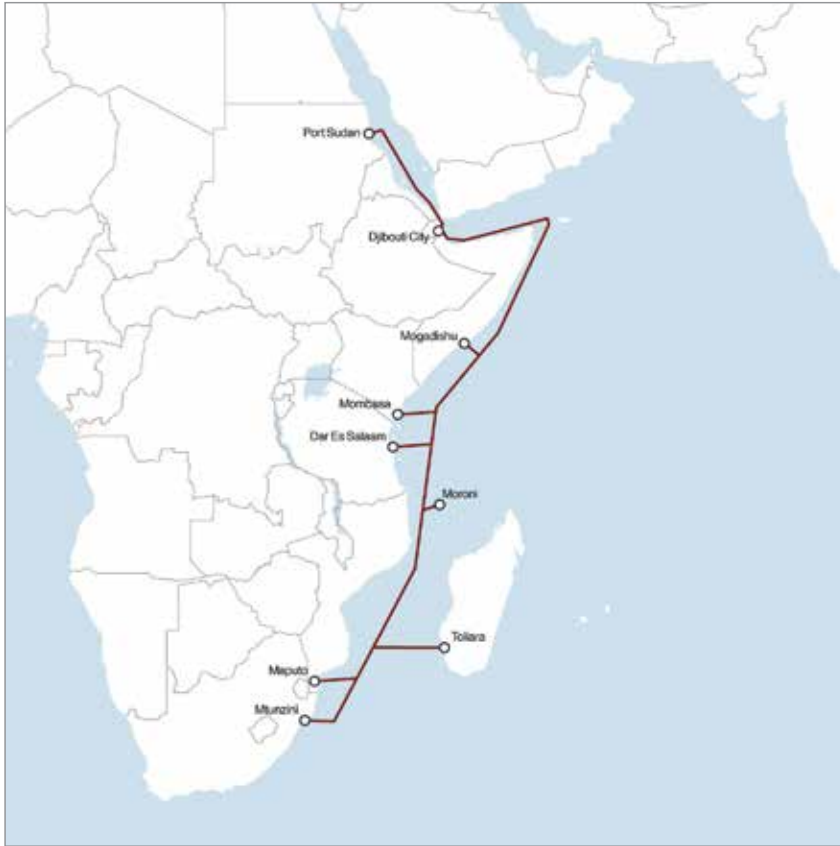 Port Sudan
Djibouti City
Mogadishu
Mombasa
Dar Es Salaam
Moroni
Toliara
Maputo
Mtunzini